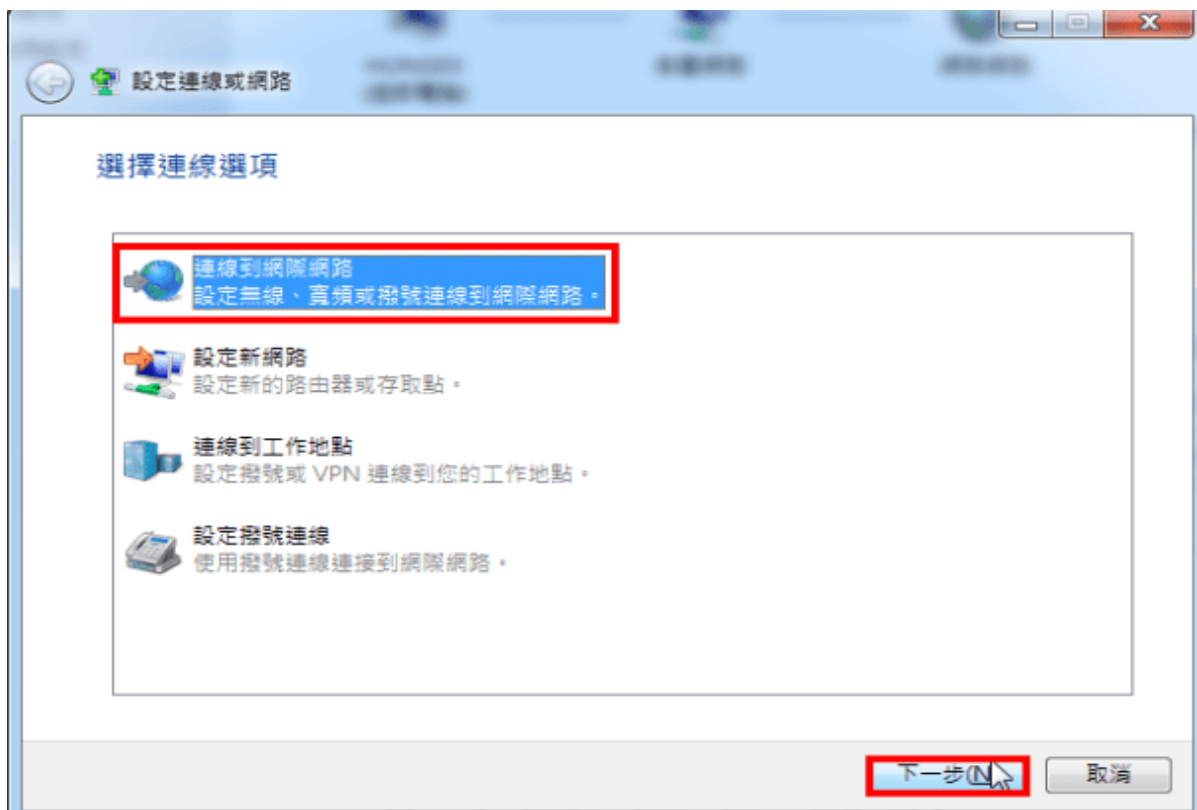 設定連線或網路
選擇連線選項
連線到網際網路
設定無線、寬頻或撥號連線到網際網路。
設定新網路
設定新的路由器或存取點。
連線到工作地點
設定撥號或 VPN 連線到您的工作地點。
設定撥號連線
使用撥號連線連接到網際網路。
下一步(N)
取消